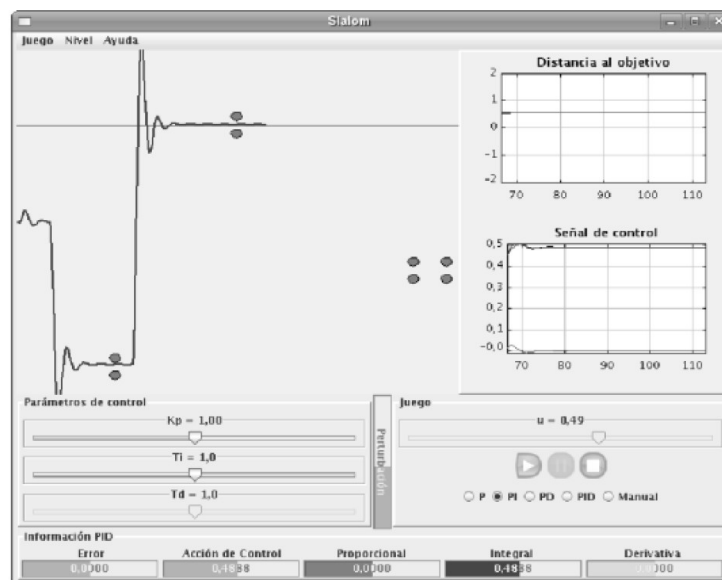 Slalom
Juego Nivel Ayuda
Distancia al objetivo
2
1
0
-1
-2
70 80 90 100 110
Señal de control
0,5
0,4
0,3
0,2
0,1
-0,0
70 80 90 100 110
Parámetros de control
Kp = 1,00
Ti = 1,0
Td = 1,0
Perturbación
Juego
u = 0,49
P PI PD PID Manual
Información PID
Error Acción de Control Proporcional Integral Derivativa
0,0000 0,4888 0,0000 0,4888 0,0000